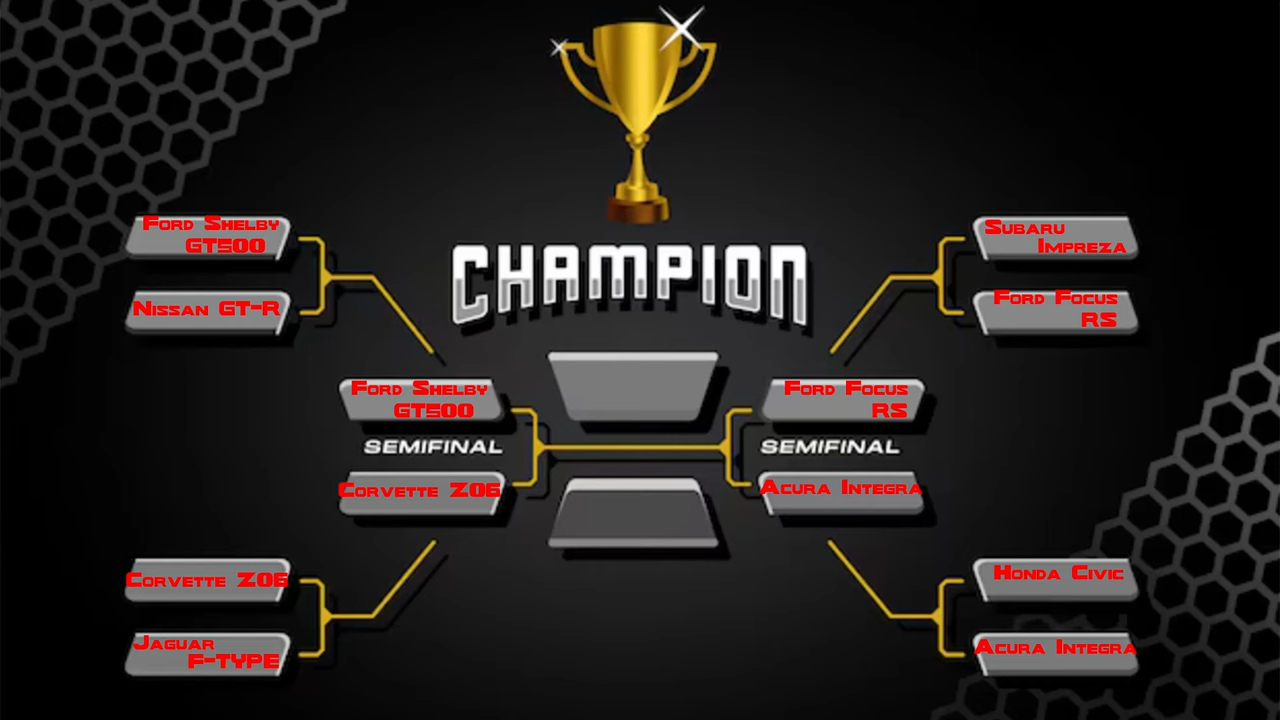 CHAMPION
Ford Shelby
GT500
Nissan GT-R
Ford Shelby
GT500
SEMIFINAL
Corvette Z06
Corvette Z06
Jaguar
F-TYPE
Subaru
Impreza
Ford Focus
RS
Ford Focus
RS
SEMIFINAL
Acura Integra
Honda Civic
Acura Integra